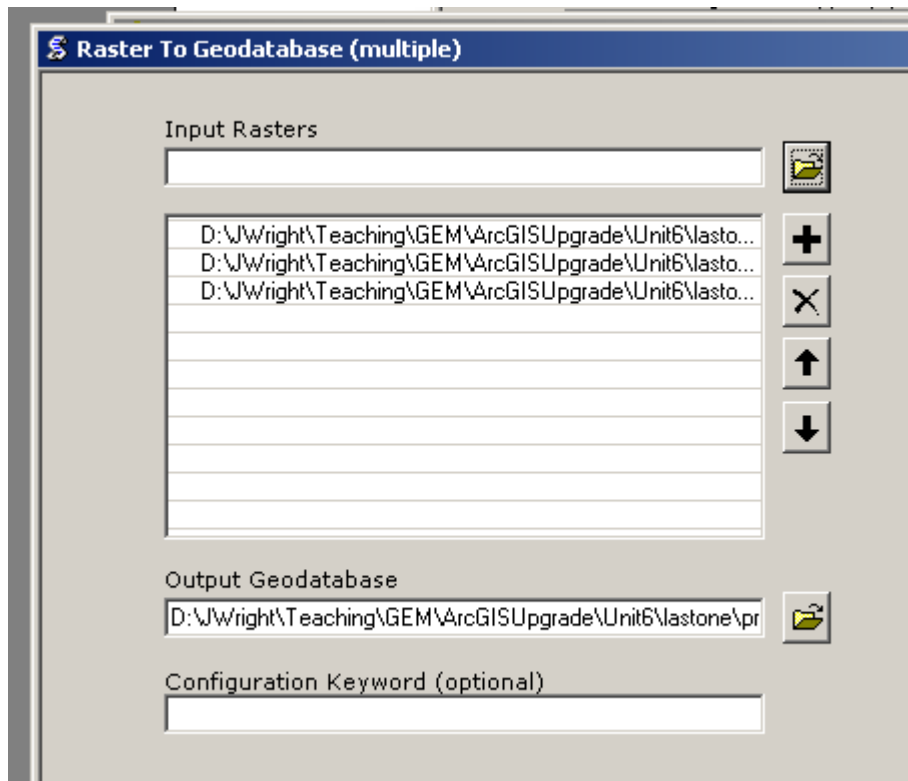 Raster To Geodatabase (multiple)
Input Rasters
D:\JWright\Teaching\GEM\ArcGISUpgrade\Unit6\lasto...
D:\JWright\Teaching\GEM\ArcGISUpgrade\Unit6\lasto...
D:\JWright\Teaching\GEM\ArcGISUpgrade\Unit6\lasto...
Output Geodatabase
D:\JWright\Teaching\GEM\ArcGISUpgrade\Unit6\lastone\pr
Configuration Keyword (optional)